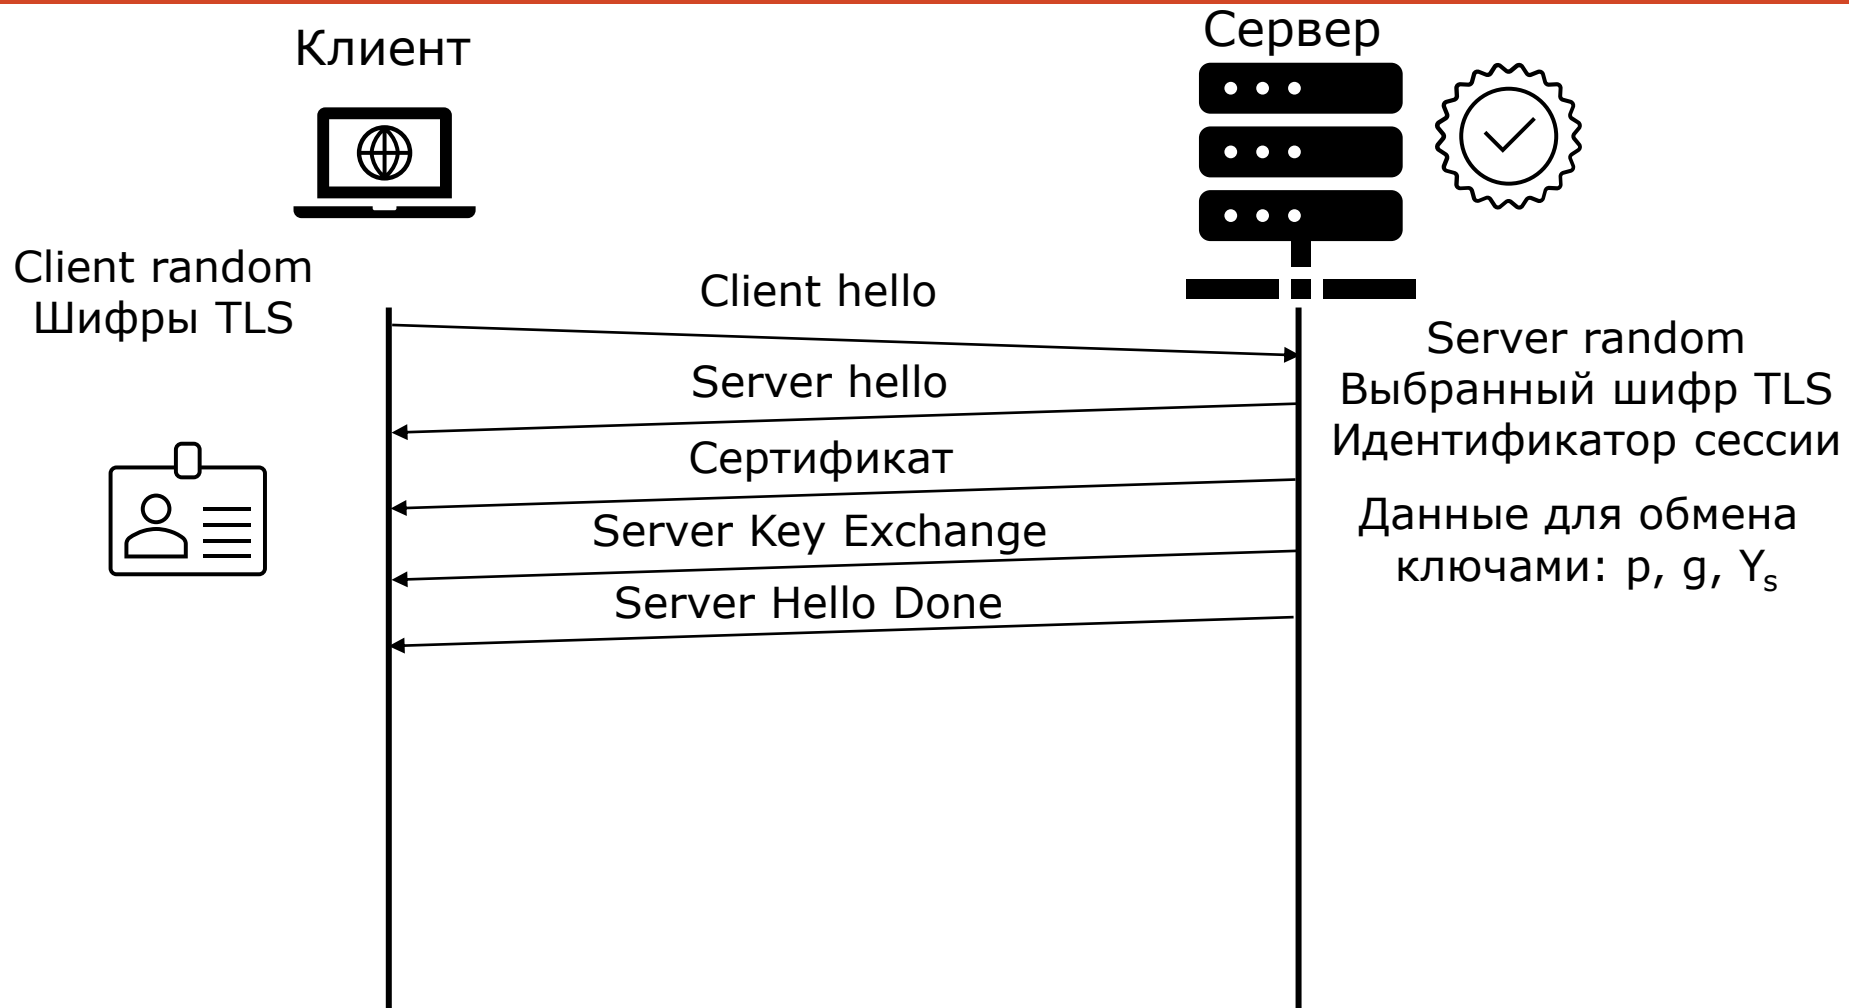 Клиент
Сервер
Client random
Шифры TLS
Client hello
Server random
Выбранный шифр TLS
Идентификатор сессии
Server hello
Сертификат
Server Key Exchange
Данные для обмена
ключами: p, g, Yₛ
Server Hello Done